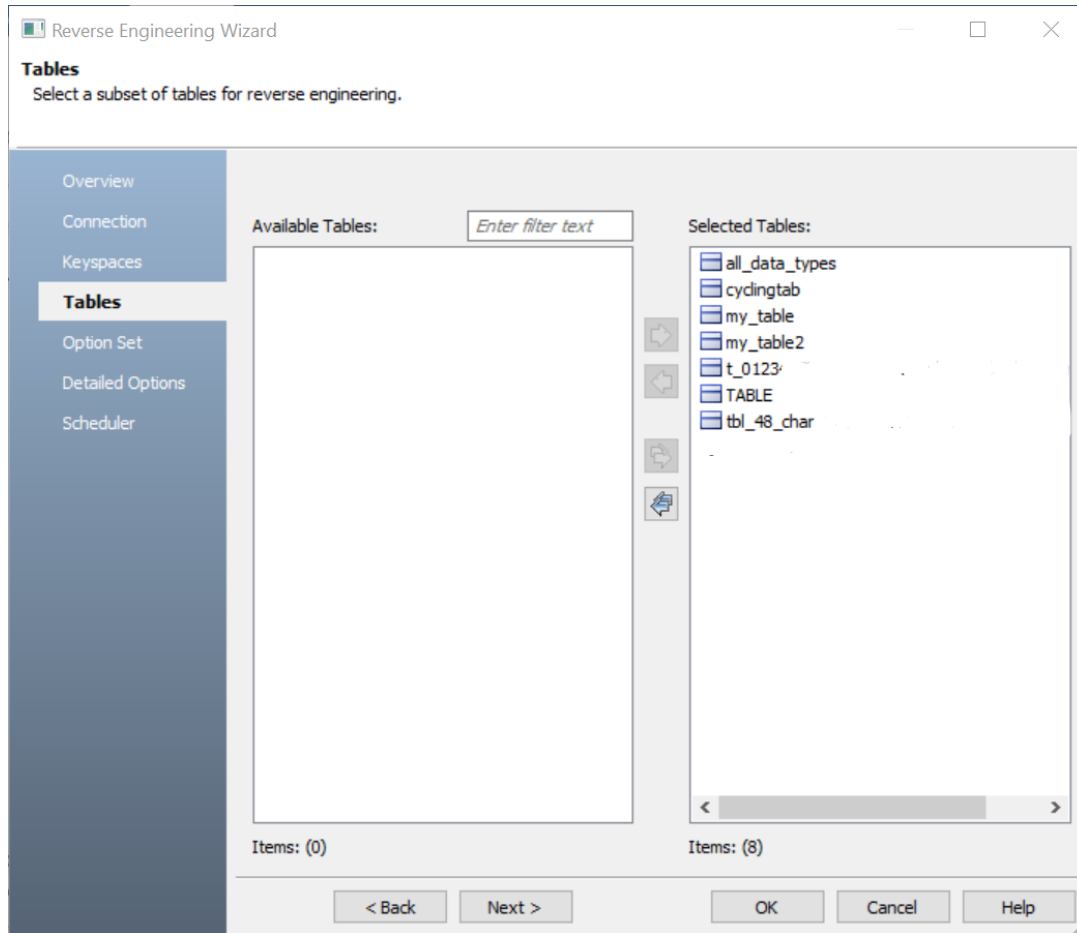 Reverse Engineering Wizard
Tables
Select a subset of tables for reverse engineering.
Overview
Connection
Keyspaces
Tables
Option Set
Detailed Options
Scheduler
Available Tables:
Enter filter text
Items: (0)
Selected Tables:
all_data_types
cyclingtab
my_table
my_table2
t_0123
TABLE
tbl_48_char
Items: (8)
< Back
Next >
OK
Cancel
Help